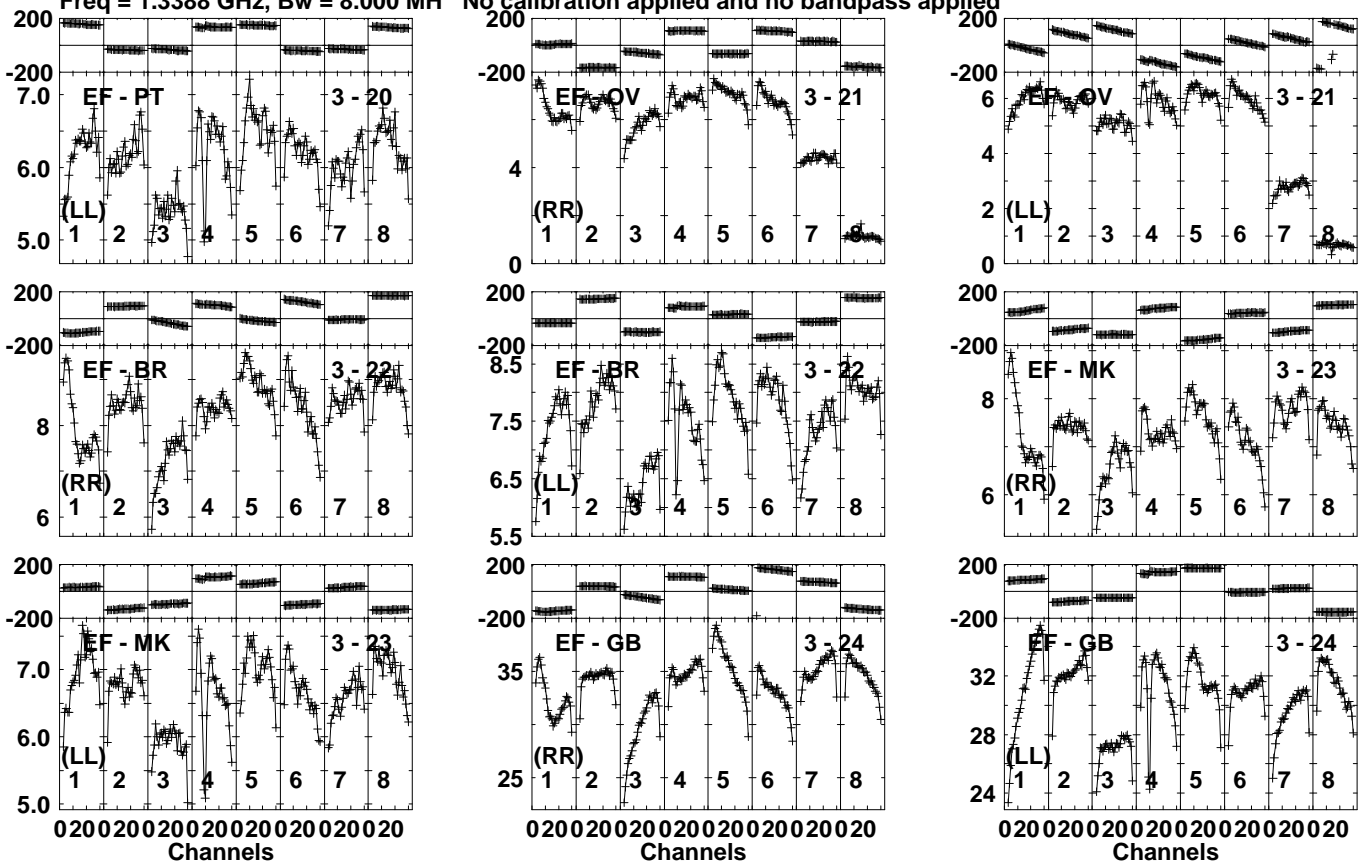 Freq = 1.3388 GHz, Bw = 8.000 MH No calibration applied and no bandpass applied
200
-200
7.0
6.0
5.0
EF - PT 3 - 20
(LL)
1 2 3 4 5 6 7 8
200
-200
4
0
EF - OV 3 - 21
(RR)
1 2 3 4 5 6 7 8
200
-200
6
4
2
0
EF - OV 3 - 21
(LL)
1 2 3 4 5 6 7 8
200
-200
8
6
EF - BR 3 - 22
(RR)
1 2 3 4 5 6 7 8
200
-200
8.5
7.5
6.5
5.5
EF - BR 3 - 22
(LL)
1 2 3 4 5 6 7 8
200
-200
8
6
EF - MK 3 - 23
(RR)
1 2 3 4 5 6 7 8
200
-200
7.0
6.0
5.0
EF - MK 3 - 23
(LL)
1 2 3 4 5 6 7 8
0 20 0 20 0 20 0 20 0 20 0 20 0 20 0 20
Channels
200
-200
35
25
EF - GB 3 - 24
(RR)
1 2 3 4 5 6 7 8
0 20 0 20 0 20 0 20 0 20 0 20 0 20 0 20
Channels
200
-200
32
28
24
EF - GB 3 - 24
(LL)
1 2 3 4 5 6 7 8
0 20 0 20 0 20 0 20 0 20 0 20 0 20 0 20
Channels